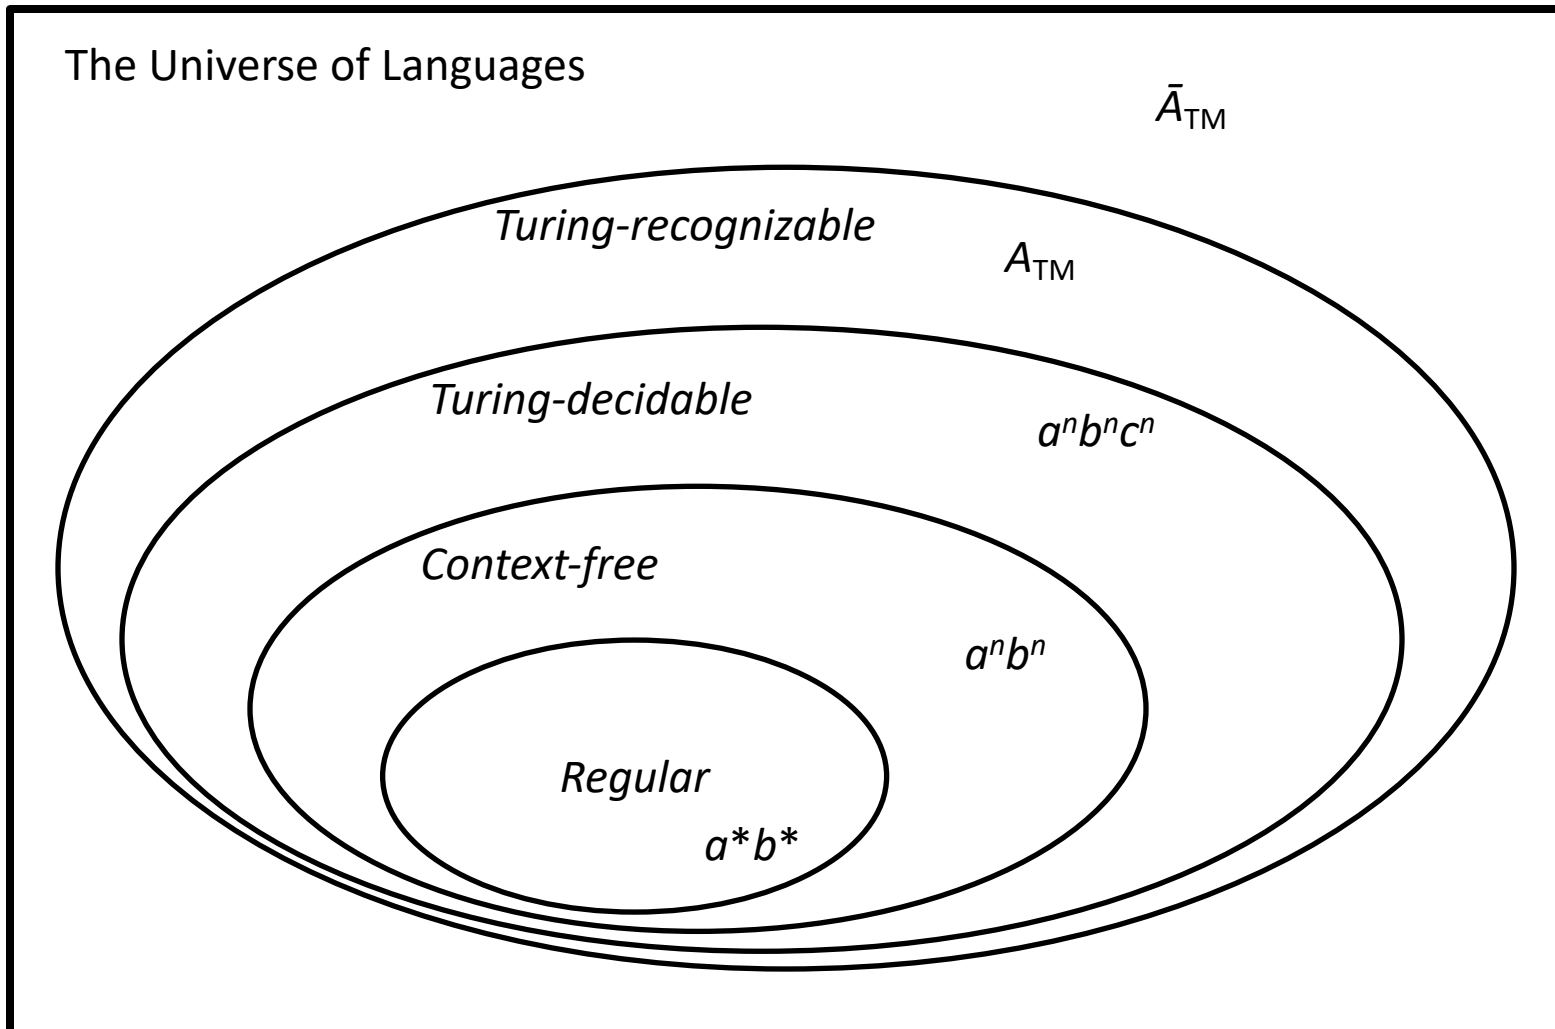 The Universe of Languages
Ā_TM
Turing-recognizable
A_TM
Turing-decidable
aⁿbⁿcⁿ
Context-free
aⁿbⁿ
Regular
a*b*